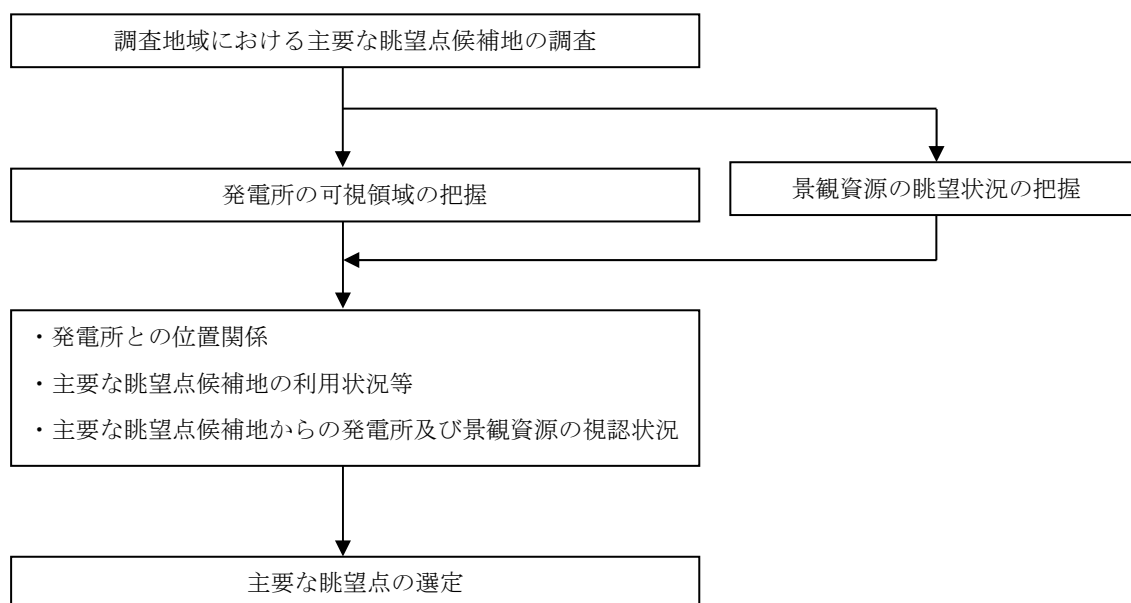 調査地域における主要な眺望点候補地の調査
発電所の可視領域の把握
景観資源の眺望状況の把握
・発電所との位置関係
・主要な眺望点候補地の利用状況等
・主要な眺望点候補地からの発電所及び景観資源の視認状況
主要な眺望点の選定